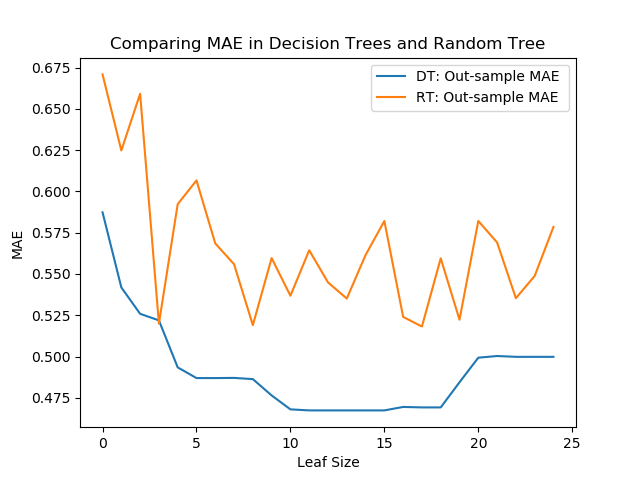 Comparing MAE in Decision Trees and Random Tree
DT: Out-sample MAE
RT: Out-sample MAE
0.675
0.650
0.625
0.600
0.575
0.550
0.525
0.500
0.475
MAE
0 5 10 15 20 25
Leaf Size